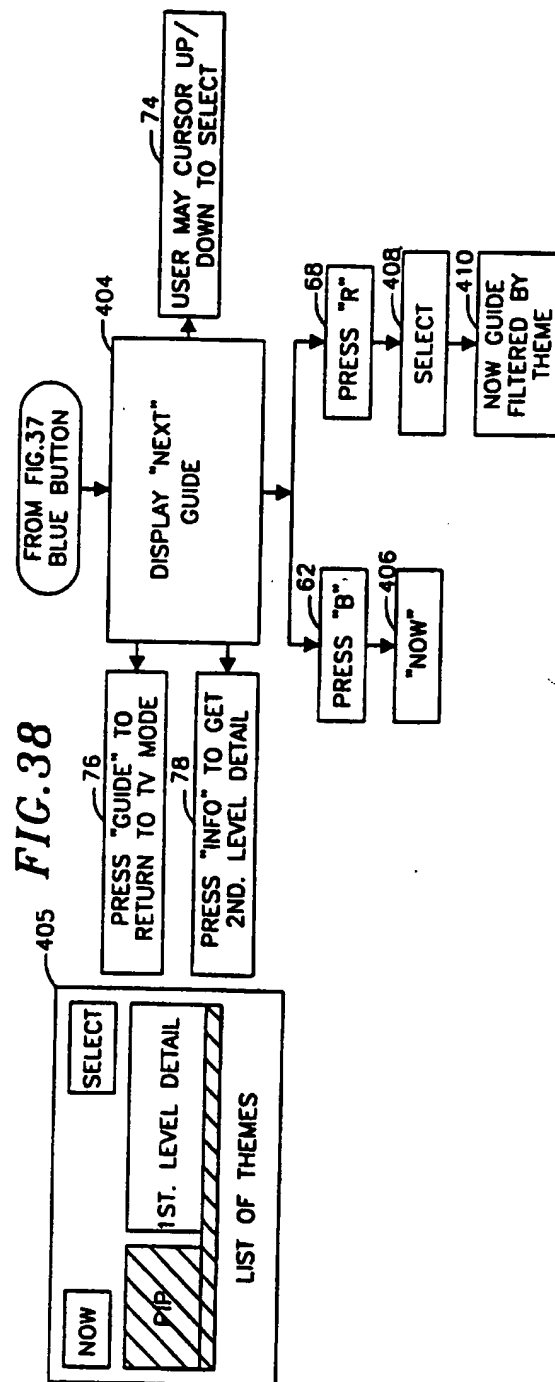 FIG.38
405
NOW
SELECT
PIP
1ST. LEVEL DETAIL
LIST OF THEMES
FROM FIG.37
BLUE BUTTON
404
DISPLAY "NEXT"
GUIDE
76
PRESS "GUIDE" TO
RETURN TO TV MODE
78
PRESS "INFO" TO GET
2ND. LEVEL DETAIL
74
USER MAY CURSOR UP/
DOWN TO SELECT
62
PRESS "B"
406
"NOW"
68
PRESS "R"
408
SELECT
410
NOW GUIDE
FILTERED BY
THEME